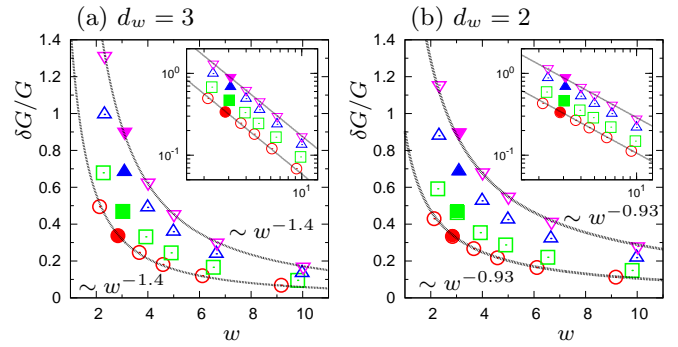 (a) d_w = 3
δG/G
1.4
1.2
1
0.8
0.6
0.4
0.2
0
2 4 6 8 10
w
10^0
10^-1
10^1
~ w^-1.4
~ w^-1.4
(b) d_w = 2
δG/G
1.4
1.2
1
0.8
0.6
0.4
0.2
0
2 4 6 8 10
w
10^0
10^-1
10^1
~ w^-0.93
~ w^-0.93